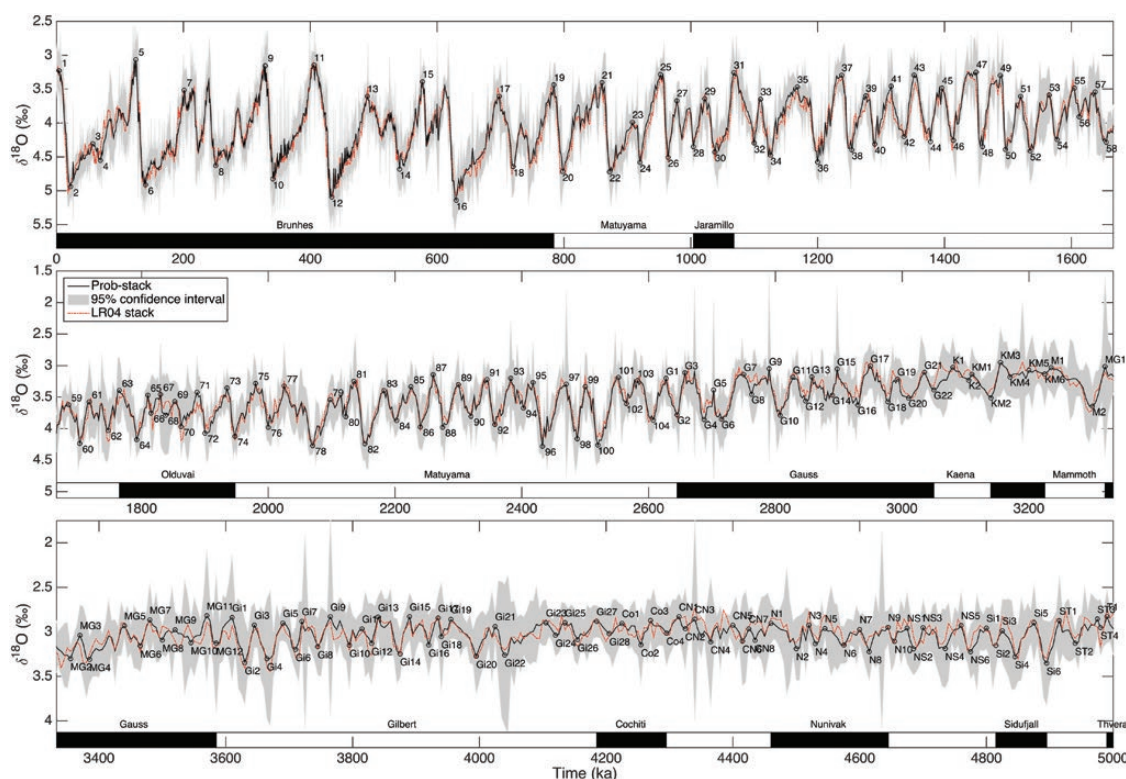 2.5
3
3.5
4
4.5
5
5.5
δ18O (‰)
1 2 3 4 5 6 7 8 9 10 11 12 13 14 15 16 17 18 19 20 21 22 23 24 25 26 27 28 29 30 31 32 33 34 35 36 37 38 39 40 41 42 43 44 45 46 47 48 49 50 51 52 53 54 55 56 57 58
Brunhes Matuyama Jaramillo
0 200 400 600 800 1000 1200 1400 1600
1.5
2
2.5
3
3.5
4
4.5
5
δ18O (‰)
Prob-stack
95% confidence interval
LR04 stack
59 60 61 62 63 64 65 66 67 68 69 70 71 72 73 74 75 76 77 78 79 80 81 82 83 84 85 86 87 88 89 90 91 92 93 94 95 96 97 98 99 100 101 102 103 104 G1 G2 G3 G4 G5 G6 G7 G8 G9 G10 G11 G12 G13 G14 G15 G16 G17 G18 G19 G20 G21 G22 K1 K2 KM1 KM2 KM3 KM4 KM5 KM6 M1 M2 MG1
Olduvai Matuyama Gauss Kaena Mammoth
1800 2000 2200 2400 2600 2800 3000 3200
2
2.5
3
3.5
4
δ18O (‰)
MG2 MG3 MG4 MG5 MG6 MG7 MG8 MG10 MG11 MG12 Gi1 Gi2 Gi3 Gi4 Gi5 Gi6 Gi7 Gi8 Gi9 Gi10 Gi11 Gi12 Gi13 Gi14 Gi15 Gi16 Gi17 Gi19 Gi20 Gi21 Gi22 Gi23 Gi24 Gi25 Gi26 Gi27 Gi28 Co1 Co2 Co3 Co4 CN1 CN2 CN3 CN4 CN5 CN6 CN7 CN8 N1 N2 N3 N4 N5 N6 N7 N8 N9 N10 NS1 NS2 NS3 NS4 NS5 NS6 Si1 Si2 Si3 Si4 Si5 Si6 ST1 ST2 ST3 ST4 T1
Gauss Gilbert Cochiti Nunivak Sidufjall Thvera
3400 3600 3800 4000 4200 4400 4600 4800 5000
Time (ka)